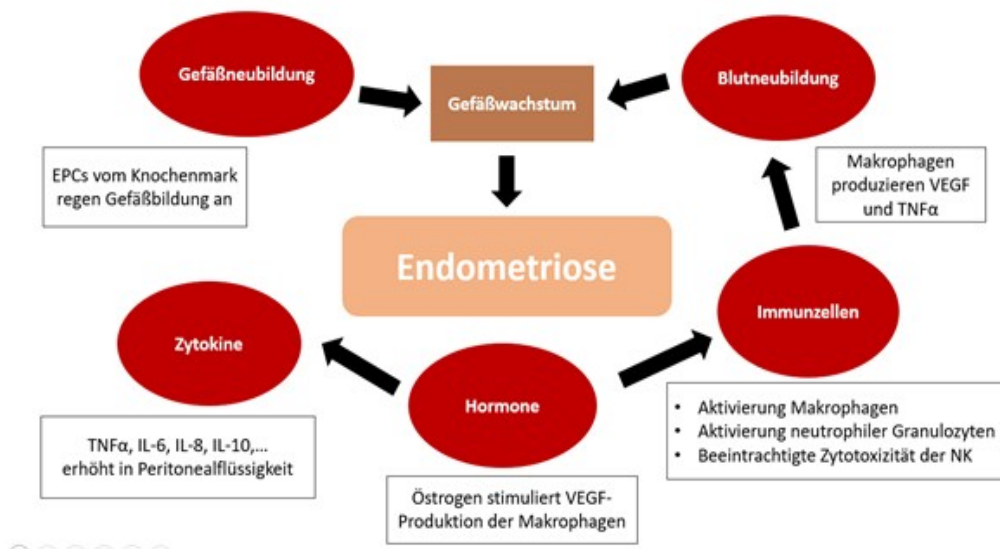 Gefäßneubildung
Gefäßwachstum
Blutneubildung
EPCs vom Knochenmark
regen Gefäßbildung an
Makrophagen
produzieren VEGF
und TNFα
Endometriose
Zytokine
Immunzellen
Hormone
TNFα, IL-6, IL-8, IL-10,...
erhöht in Peritonealflüssigkeit
• Aktivierung Makrophagen
• Aktivierung neutrophiler Granulozyten
• Beeintrachtigte Zytotoxizität der NK
Östrogen stimuliert VEGF-
Produktion der Makrophagen